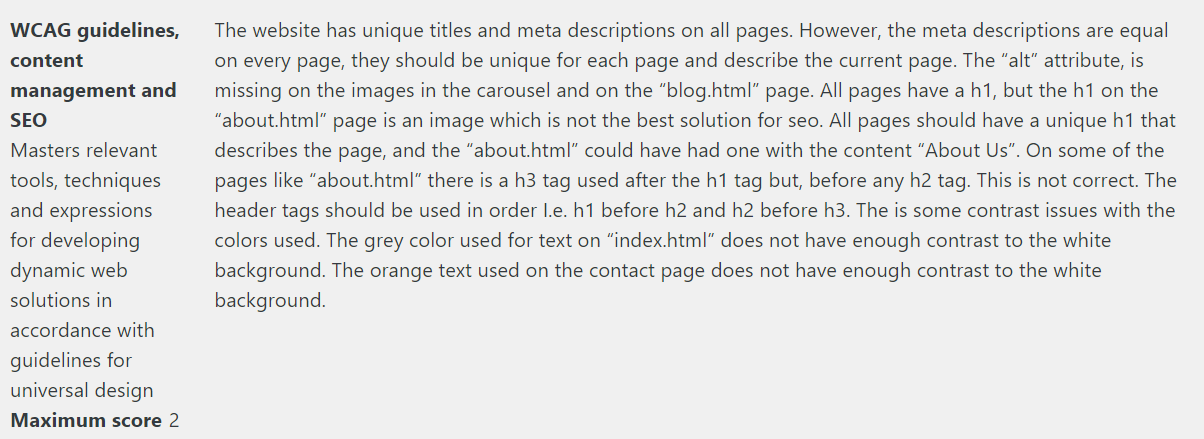 WCAG guidelines,
content
management and
SEO
Masters relevant
tools, techniques
and expressions
for developing
dynamic web
solutions in
accordance with
guidelines for
universal design
Maximum score 2
The website has unique titles and meta descriptions on all pages. However, the meta descriptions are equal
on every page, they should be unique for each page and describe the current page. The “alt” attribute, is
missing on the images in the carousel and on the “blog.html” page. All pages have a h1, but the h1 on the
“about.html” page is an image which is not the best solution for seo. All pages should have a unique h1 that
describes the page, and the “about.html” could have had one with the content “About Us”. On some of the
pages like “about.html” there is a h3 tag used after the h1 tag but, before any h2 tag. This is not correct. The
header tags should be used in order I.e. h1 before h2 and h2 before h3. The is some contrast issues with the
colors used. The grey color used for text on “index.html” does not have enough contrast to the white
background. The orange text used on the contact page does not have enough contrast to the white
background.